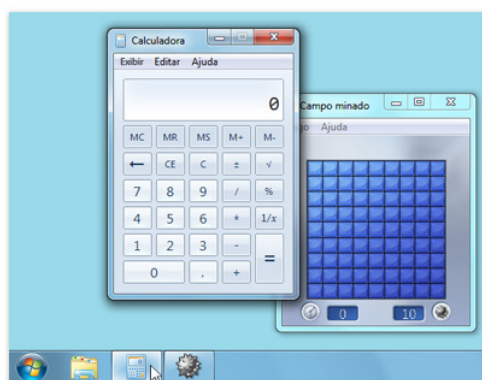 Calculadora
Exibir Editar Ajuda
0
MC MR MS M+ M-
← CE C ± √
7 8 9 / %
4 5 6 * 1/x
1 2 3 - =
0 , +
Campo minado
go Ajuda
0 10